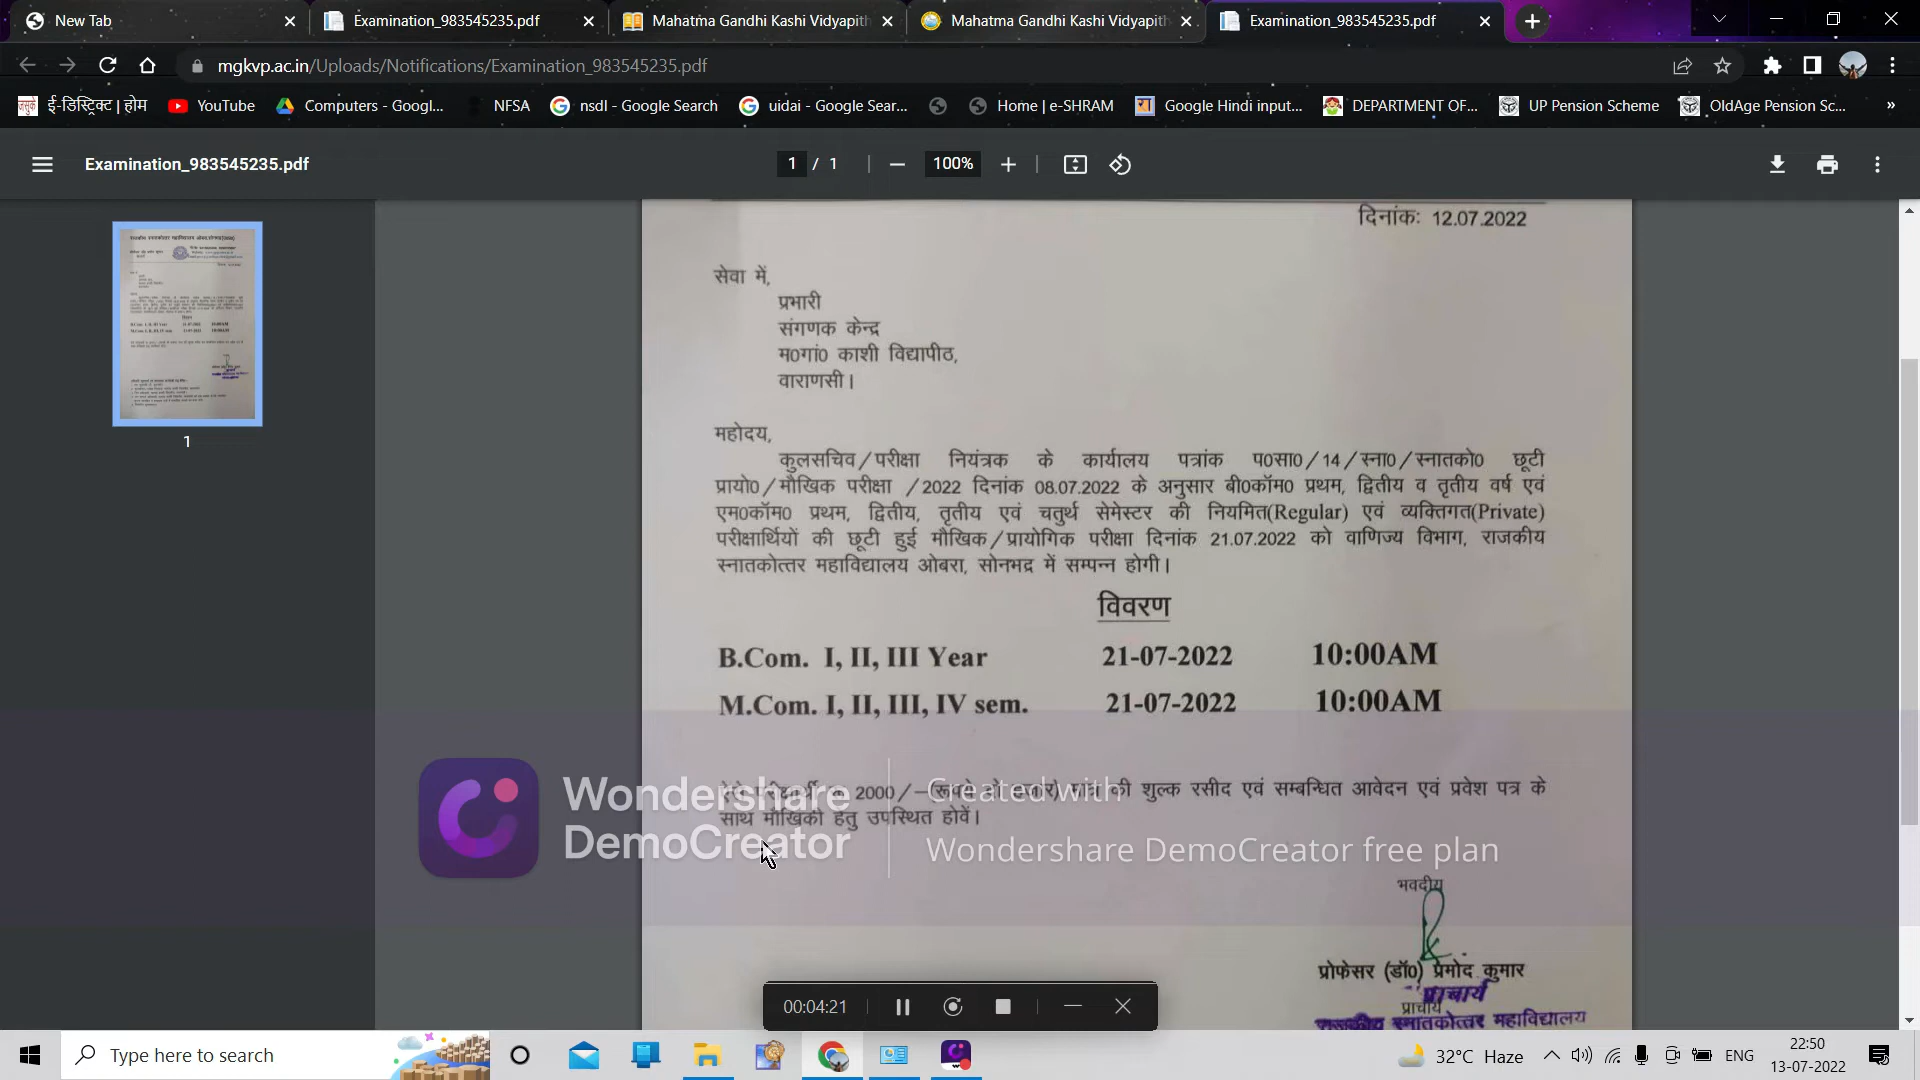 New Tab
Examination_983545235.pdf
Mahatma Gandhi Kashi Vidyapith
Mahatma Gandhi Kashi Vidyapith
Examination_983545235.pdf
mgkvp.ac.in/Uploads/Notifications/Examination_983545235.pdf
ई-डिस्ट्रिक्ट | होम
YouTube
Computers - Googl...
NFSA
nsdl - Google Search
uidai - Google Sear...
Home | e-SHRAM
Google Hindi input...
DEPARTMENT OF...
UP Pension Scheme
OldAge Pension Sc...
Examination_983545235.pdf
1 / 1
100%
1
दिनांक: 12.07.2022
सेवा में,
प्रभारी
संगणक केन्द्र
म0गां0 काशी विद्यापीठ,
वाराणसी।
महोदय,
कुलसचिव/परीक्षा नियंत्रक के कार्यालय पत्रांक प0सा0/14/स्ना0/स्नातको0 छूटी
प्रायो0/मौखिक परीक्षा /2022 दिनांक 08.07.2022 के अनुसार बी0कॉम0 प्रथम, द्वितीय व तृतीय वर्ष एवं
एम0कॉम0 प्रथम, द्वितीय, तृतीय एवं चतुर्थ सेमेस्टर की नियमित(Regular) एवं व्यक्तिगत(Private)
परीक्षार्थियों की छूटी हुई मौखिक/प्रायोगिक परीक्षा दिनांक 21.07.2022 को वाणिज्य विभाग, राजकीय
स्नातकोत्तर महाविद्यालय ओबरा, सोनभद्र में सम्पन्न होगी।
विवरण
B.Com. I, II, III Year 21-07-2022 10:00AM
M.Com. I, II, III, IV sem. 21-07-2022 10:00AM
2000/- की शुल्क रसीद एवं सम्बन्धित आवेदन एवं प्रवेश पत्र के
साथ मौखिकी हेतु उपस्थित होवें।
Wondershare
DemoCreator
Created with
Wondershare DemoCreator free plan
भवदीय
प्रोफेसर (डॉ0) प्रमोद कुमार
प्राचार्य
प्राचार्य
स्नातकोत्तर महाविद्यालय
00:04:21
Type here to search
32°C Haze
ENG
22:50
13-07-2022